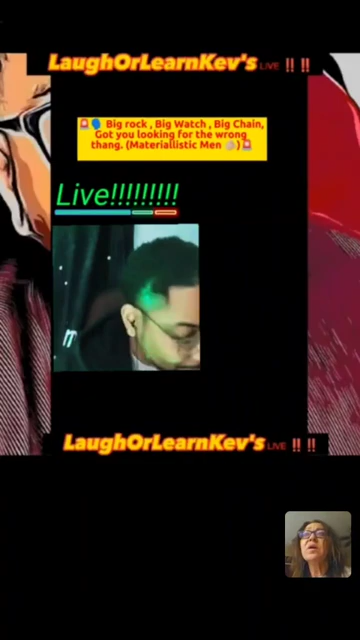 LaughOrLearnKev's LIVE !! !!
🚨🗣️ Big rock , Big Watch , Big Chain,
Got you looking for the wrong
thang. (Materiallistic Men 🪨)🚨
Live!!!!!!!!!
LaughOrLearnKev's LIVE !! !!